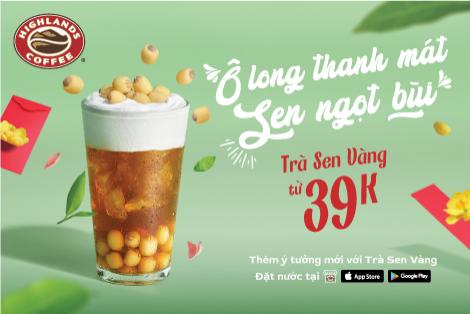 HIGHLANDS
COFFEE
®
"Ô long thanh mát
Sen ngọt bùi"
Trà Sen Vàng
từ 39K
Thêm ý tưởng mới với Trà Sen Vàng
Đặt nước tại App Store Google Play